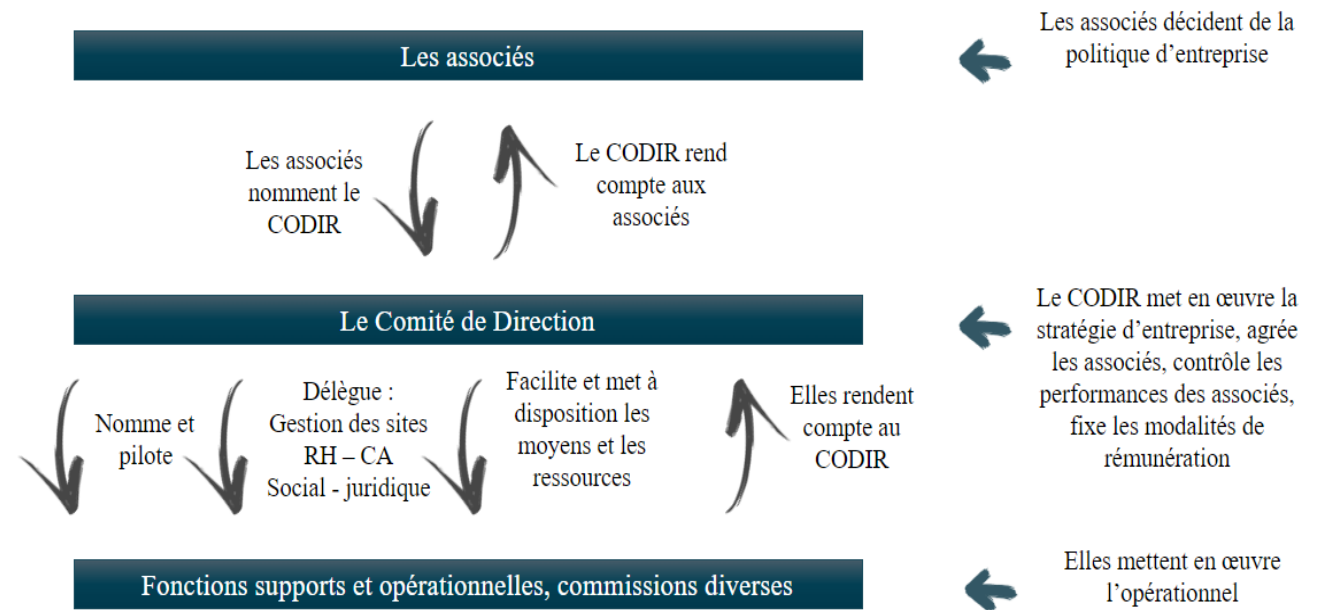 Les associés décident de la
politique d’entreprise
Les associés
Les associés
nomment le
CODIR
Le CODIR rend
compte aux
associés
Le Comité de Direction
Le CODIR met en œuvre la
stratégie d’entreprise, agrée
les associés, contrôle les
performances des associés,
fixe les modalités de
rémunération
Nomme et
pilote
Délègue :
Gestion des sites
RH – CA
Social - juridique
Facilite et met à
disposition les
moyens et les
ressources
Elles rendent
compte au
CODIR
Fonctions supports et opérationnelles, commissions diverses
Elles mettent en œuvre
l’opérationnel